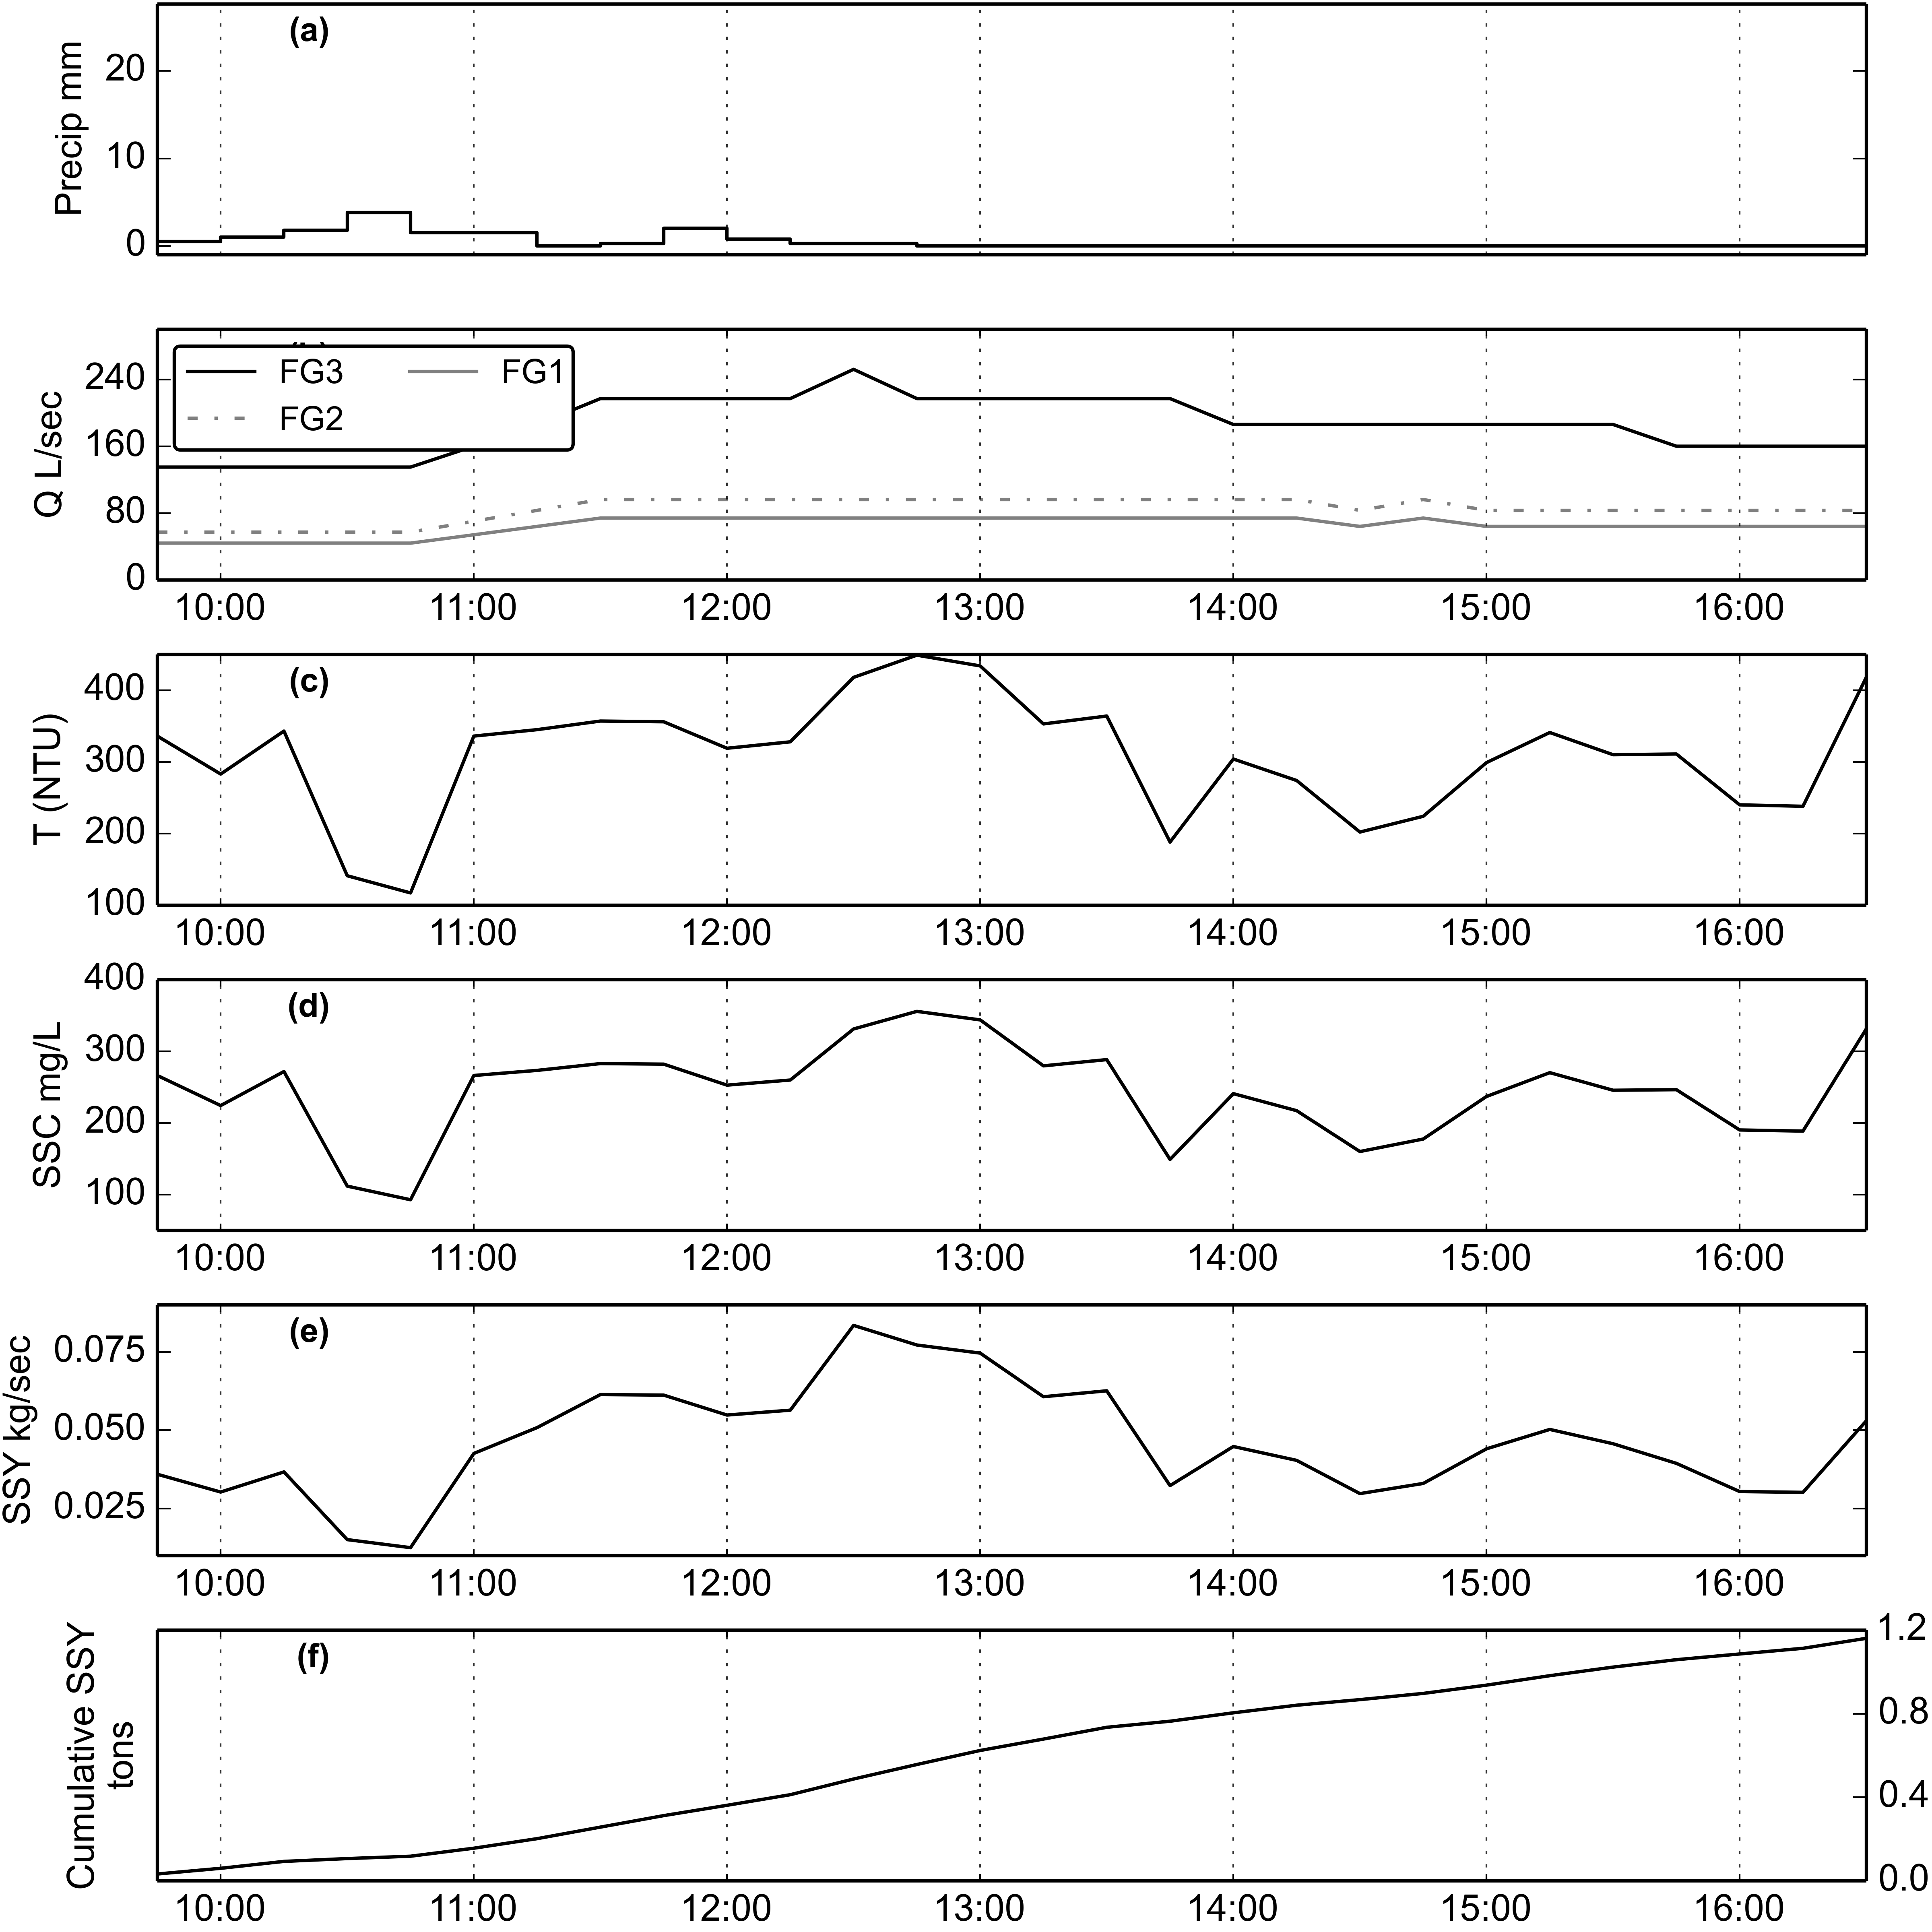 (a)
Precip mm
20
10
0
FG3 FG1
FG2
Q L/sec
240
160
80
0
10:00 11:00 12:00 13:00 14:00 15:00 16:00
(c)
T (NTU)
400
300
200
100
10:00 11:00 12:00 13:00 14:00 15:00 16:00
(d)
SSC mg/L
400
300
200
100
10:00 11:00 12:00 13:00 14:00 15:00 16:00
(e)
SSY kg/sec
0.075
0.050
0.025
10:00 11:00 12:00 13:00 14:00 15:00 16:00
(f)
Cumulative SSY
tons
1.2
0.8
0.4
0.0
10:00 11:00 12:00 13:00 14:00 15:00 16:00